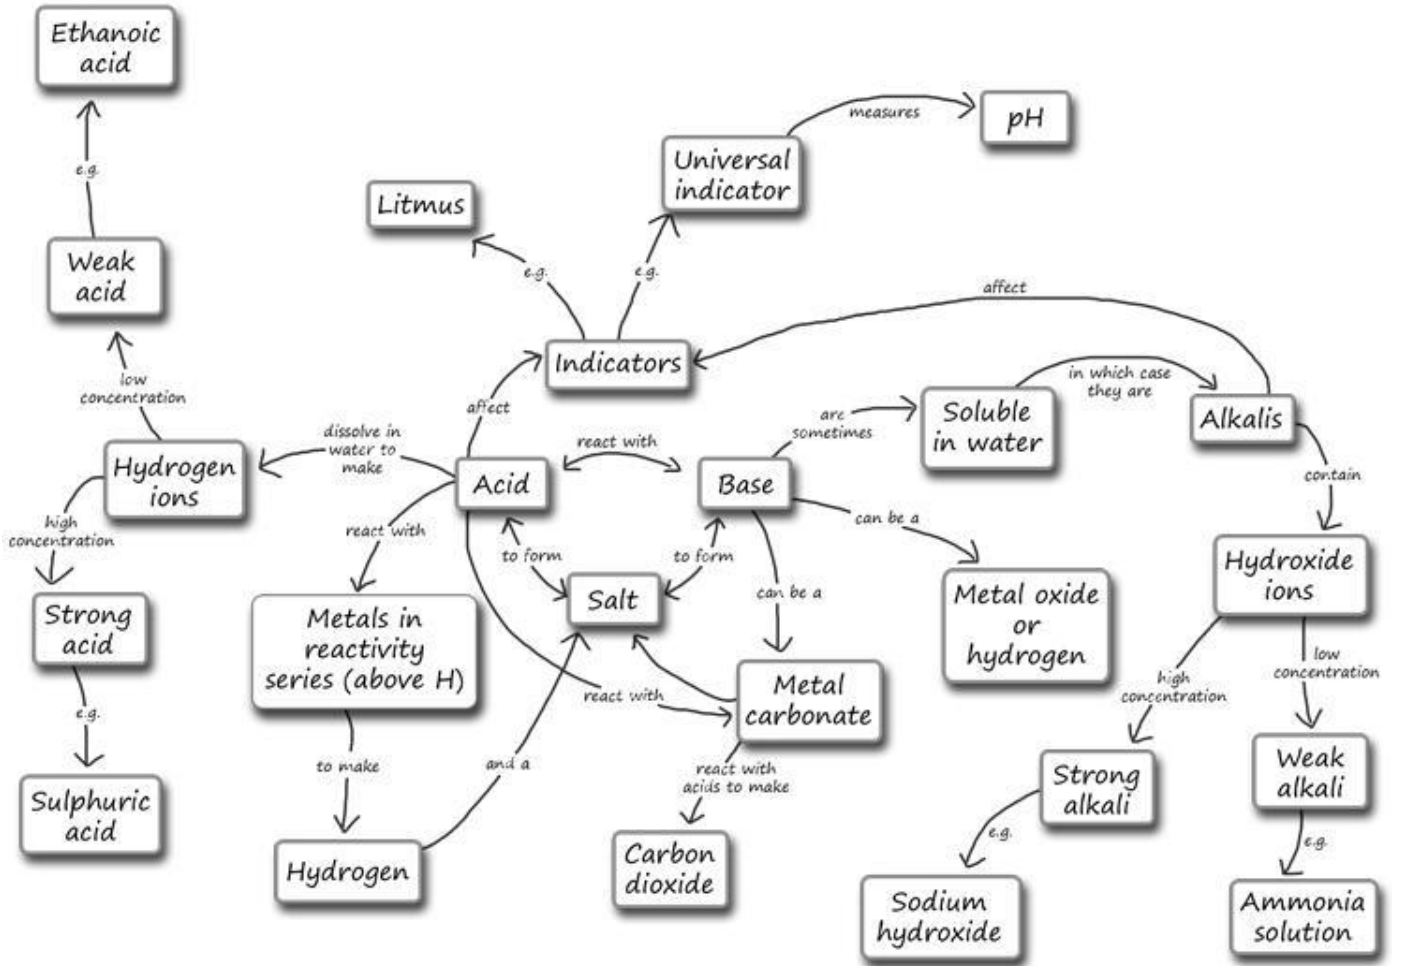 Ethanoic
acid
e.g.
Weak
acid
low
concentration
Hydrogen
ions
high
concentration
Strong
acid
e.g.
Sulphuric
acid
dissolve in
water to
make
Litmus
e.g.
Universal
indicator
e.g.
measures
pH
Indicators
affect
affect
Acid
react with
Base
are
sometimes
Soluble
in water
in which case
they are
Alkalis
contain
Hydroxide
ions
high
concentration
low
concentration
Strong
alkali
e.g.
Sodium
hydroxide
Weak
alkali
e.g.
Ammonia
solution
can be a
Metal oxide
or
hydrogen
can be a
Metal
carbonate
react with
acids to make
Carbon
dioxide
to form
to form
Salt
react with
react with
Metals in
reactivity
series (above H)
to make
Hydrogen
and a